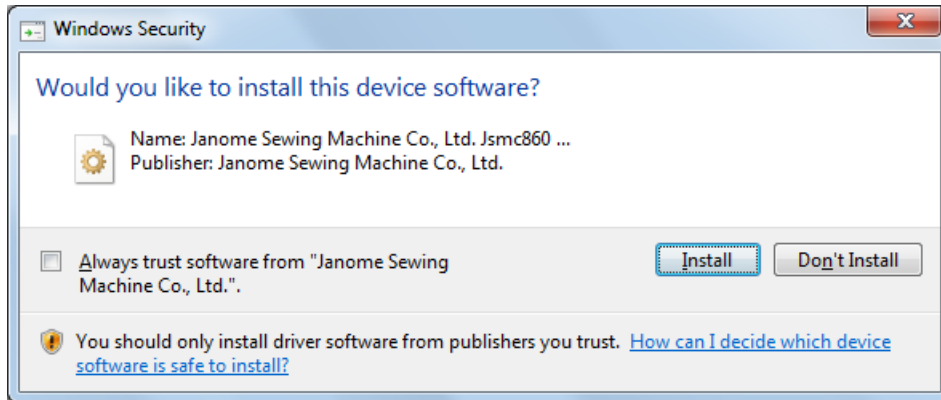 Windows Security
Would you like to install this device software?
Name: Janome Sewing Machine Co., Ltd. Jsmc860 ...
Publisher: Janome Sewing Machine Co., Ltd.
Always trust software from "Janome Sewing
Machine Co., Ltd.".
Install
Don't Install
You should only install driver software from publishers you trust. How can I decide which device
software is safe to install?